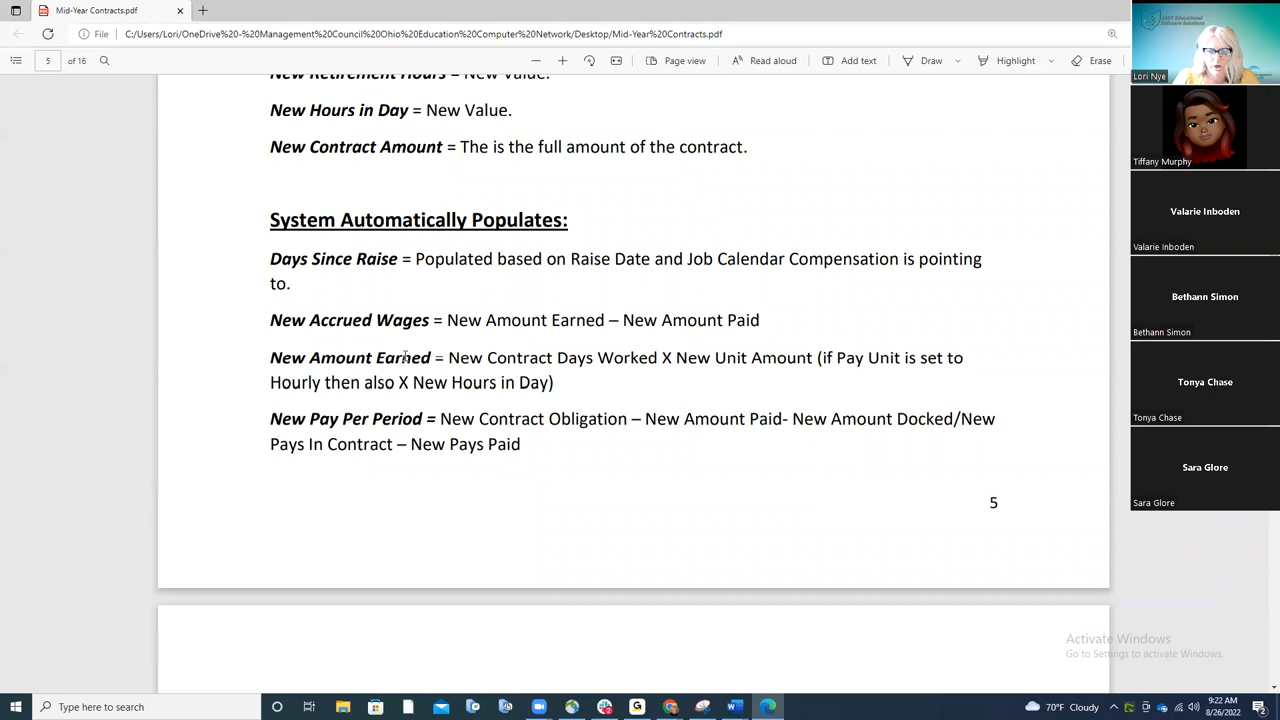 Mid-Year Contracts.pdf
File
C:/Users/Lori/OneDrive%20-%20Management%20Council%20Ohio%20Education%20Computer%20Network/Desktop/Mid-Year%20Contracts.pdf
5 of 16
Page view
Read aloud
Add text
Draw
Highlight
Erase
New Retirement Hours = New Value.
New Hours in Day = New Value.
New Contract Amount = The is the full amount of the contract.
System Automatically Populates:
Days Since Raise = Populated based on Raise Date and Job Calendar Compensation is pointing
to.
New Accrued Wages = New Amount Earned – New Amount Paid
New Amount Earned = New Contract Days Worked X New Unit Amount (if Pay Unit is set to
Hourly then also X New Hours in Day)
New Pay Per Period = New Contract Obligation – New Amount Paid- New Amount Docked/New
Pays In Contract – New Pays Paid
5
Lori Nye
Tiffany Murphy
Valarie Inboden
Valarie Inboden
Bethann Simon
Bethann Simon
Tonya Chase
Tonya Chase
Sara Glore
Sara Glore
Activate Windows
Go to Settings to activate Windows.
Type here to search
70°F Cloudy
9:22 AM
8/26/2022
2